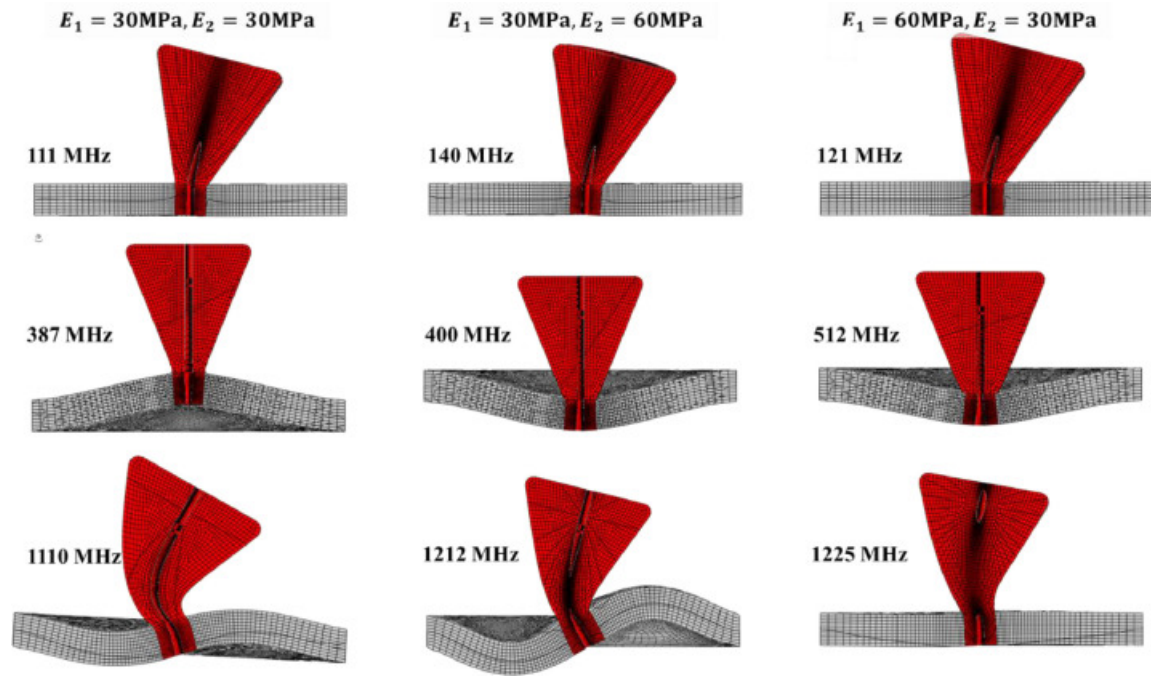 E₁ = 30MPa, E₂ = 30MPa
E₁ = 30MPa, E₂ = 60MPa
E₁ = 60MPa, E₂ = 30MPa
111 MHz
140 MHz
121 MHz
387 MHz
400 MHz
512 MHz
1110 MHz
1212 MHz
1225 MHz